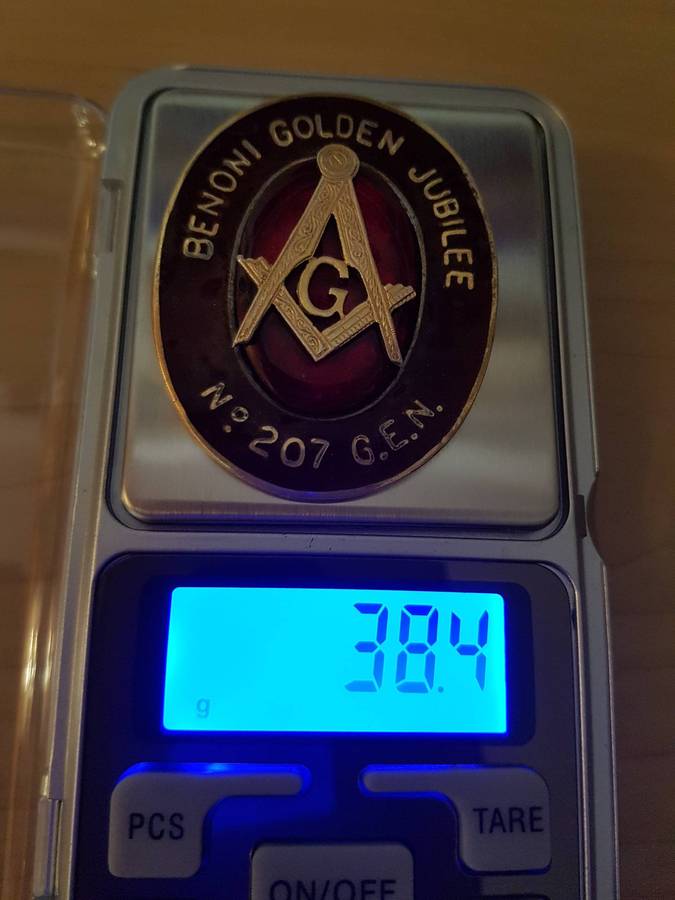 BENONI GOLDEN JUBILEE
G
Nº. 207 G.E.N.
38.4
g
PCS
TARE
ON/OFF